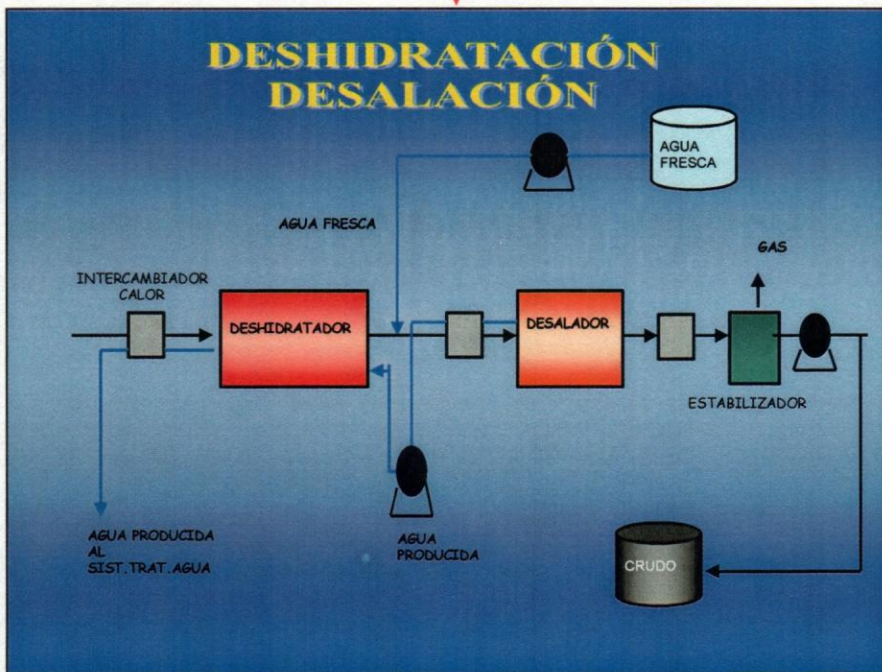 DESHIDRATACIÓN
DESALACIÓN
AGUA
FRESCA
AGUA FRESCA
GAS
INTERCAMBIADOR
CALOR
DESHIDRATADOR
DESALADOR
ESTABILIZADOR
AGUA PRODUCIDA
AL
SIST.TRAT.AGUA
AGUA
PRODUCIDA
CRUDO